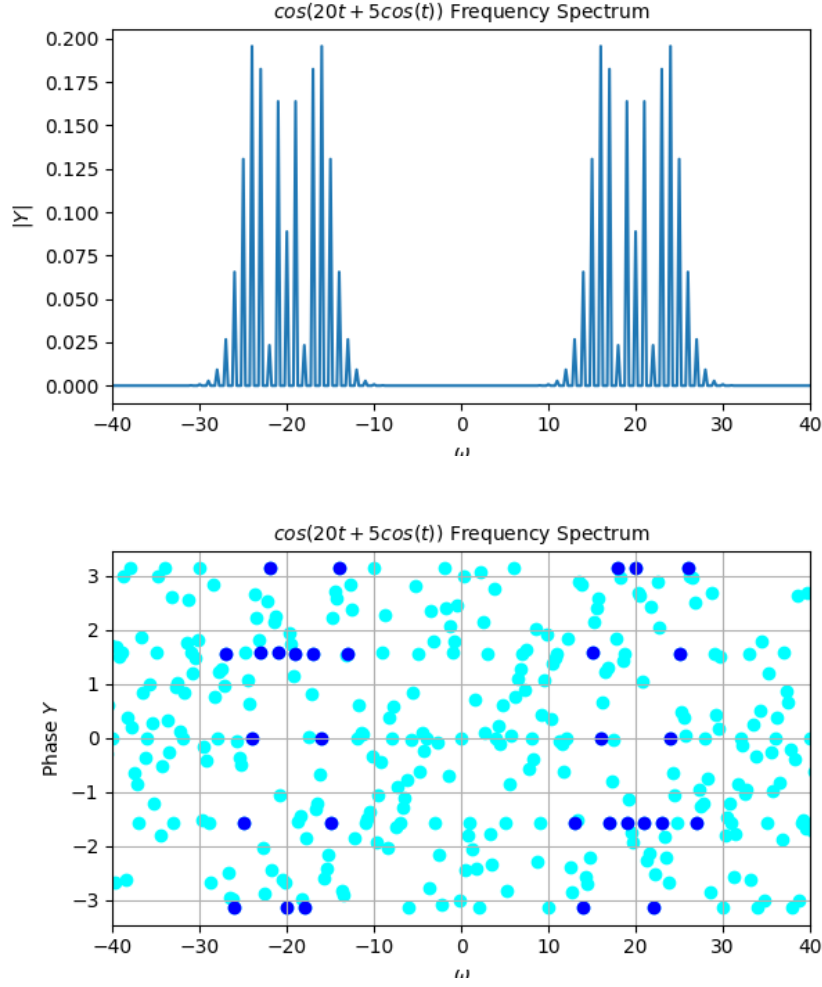 cos(20t + 5cos(t)) Frequency Spectrum
0.200
0.175
0.150
0.125
0.100
0.075
0.050
0.025
0.000
|Y|
−40 −30 −20 −10 0 10 20 30 40
ω
cos(20t + 5cos(t)) Frequency Spectrum
3
2
1
0
−1
−2
−3
Phase Y
−40 −30 −20 −10 0 10 20 30 40
ω